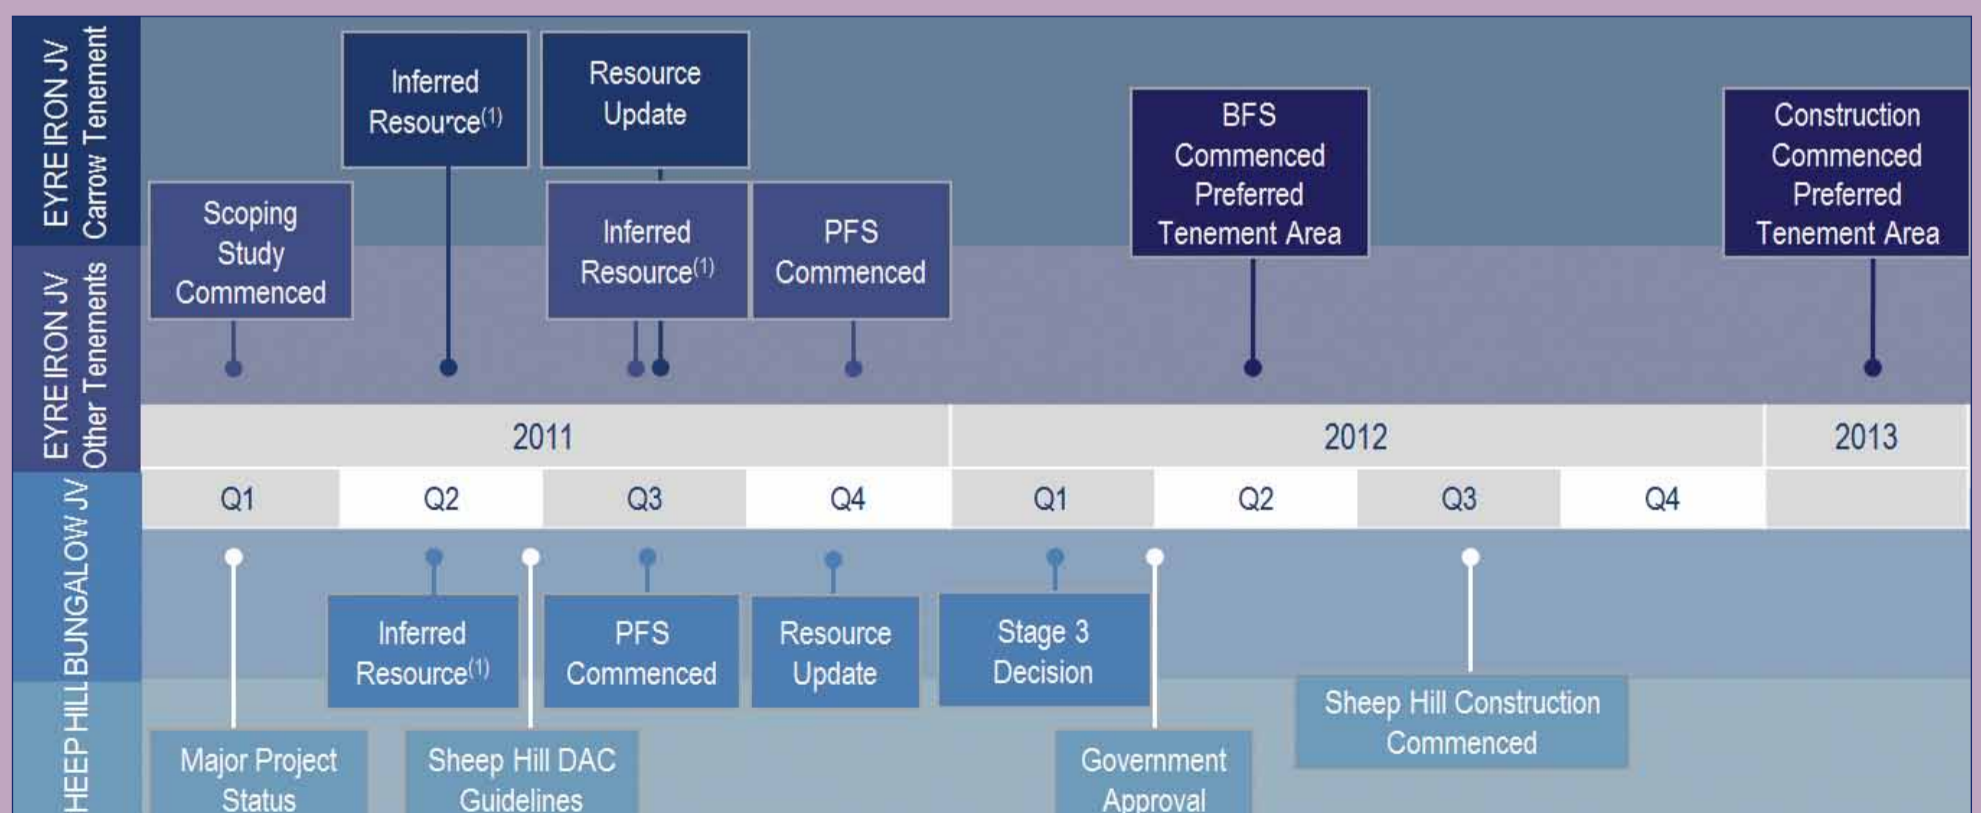 EYRE IRON JV
Carrow Tenement
Inferred
Resource(1)
Resource
Update
BFS
Commenced
Preferred
Tenement Area
Construction
Commenced
Preferred
Tenement Area
EYRE IRON JV
Other Tenements
Scoping
Study
Commenced
Inferred
Resource(1)
PFS
Commenced
2011
2012
2013
Q1
Q2
Q3
Q4
Q1
Q2
Q3
Q4
BUNGALOW JV
Inferred
Resource(1)
PFS
Commenced
Resource
Update
Stage 3
Decision
HEEP HILL
Major Project
Status
Sheep Hill DAC
Guidelines
Government
Approval
Sheep Hill Construction
Commenced